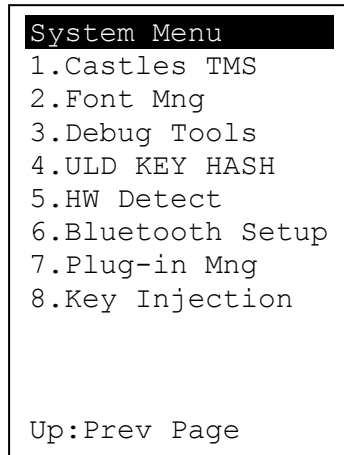 System Menu
1.Castles TMS
2.Font Mng
3.Debug Tools
4.ULD KEY HASH
5.HW Detect
6.Bluetooth Setup
7.Plug-in Mng
8.Key Injection
Up:Prev Page